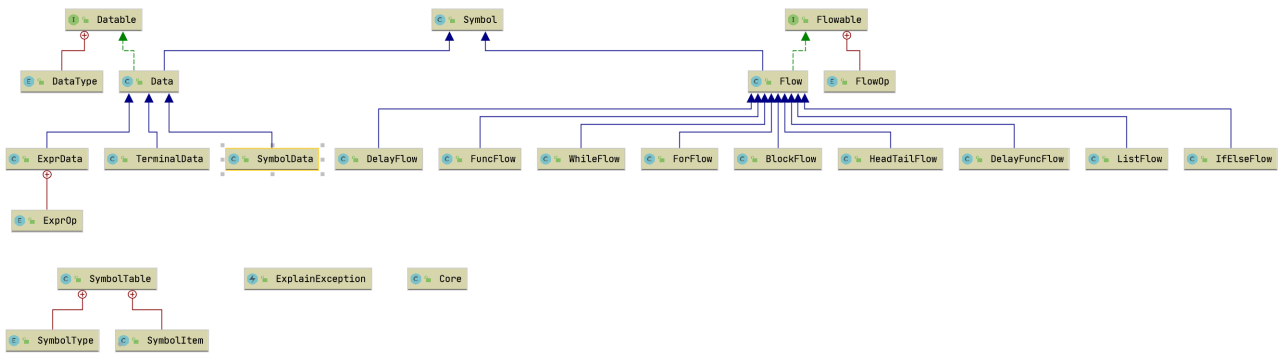 Datable
Symbol
Flowable
DataType
Data
Flow
FlowOp
ExprData
TerminalData
SymbolData
DelayFlow
FuncFlow
WhileFlow
ForFlow
BlockFlow
HeadTailFlow
DelayFuncFlow
ListFlow
IfElseFlow
ExprOp
SymbolTable
ExplainException
Core
SymbolType
SymbolItem